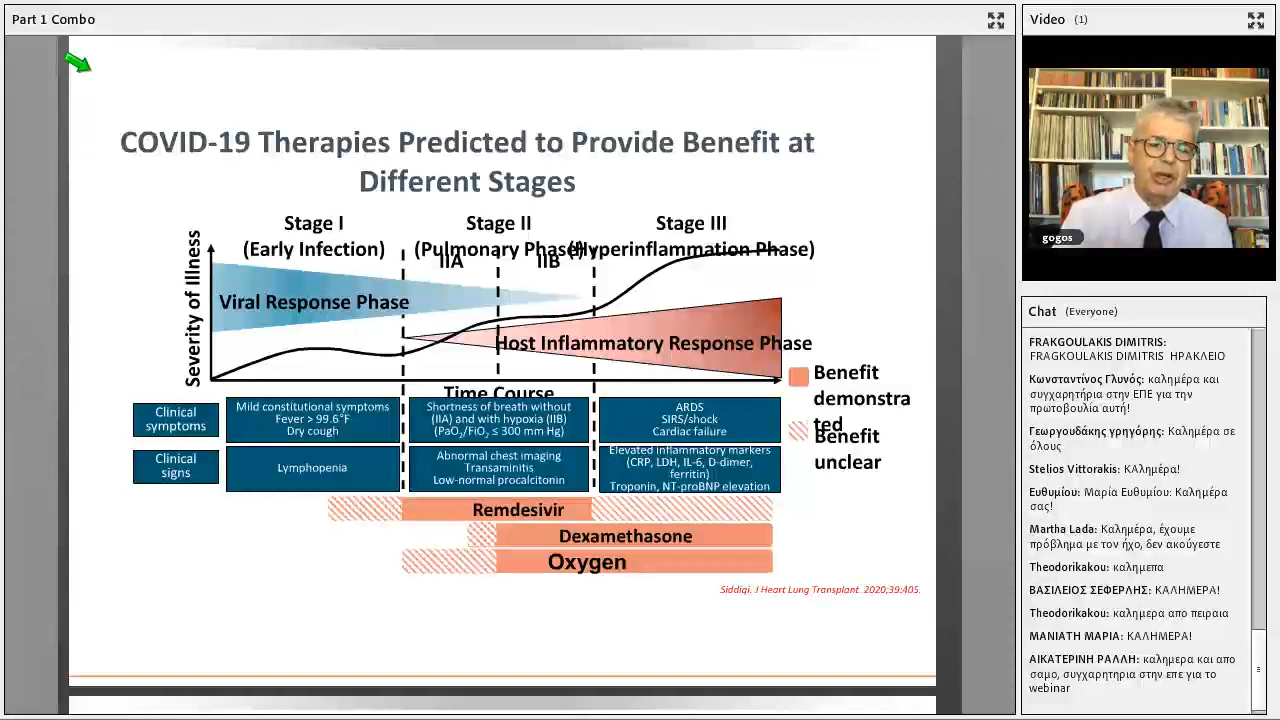 Part 1 Combo
COVID-19 Therapies Predicted to Provide Benefit at
Different Stages
Stage I
(Early Infection)
Stage II
(Pulmonary Phase)
IIA
IIB
Stage III
(Hyperinflammation Phase)
Severity of Illness
Viral Response Phase
Host Inflammatory Response Phase
Time Course
Benefit
demonstra
ted
Benefit
unclear
Clinical
symptoms
Mild constitutional symptoms
Fever > 99.6°F
Dry cough
Shortness of breath without
(IIA) and with hypoxia (IIB)
(PaO2/FiO2 ≤ 300 mm Hg)
ARDS
SIRS/shock
Cardiac failure
Clinical
signs
Lymphopenia
Abnormal chest imaging
Transaminitis
Low-normal procalcitonin
Elevated inflammatory markers
(CRP, LDH, IL-6, D-dimer,
ferritin)
Troponin, NT-proBNP elevation
Remdesivir
Dexamethasone
Oxygen
Siddiqi. J Heart Lung Transplant. 2020;39:405.
Video (1)
gogos
Chat (Everyone)
FRAKGOULAKIS DIMITRIS:
FRAGKOULAKIS DIMITRIS ΗΡΑΚΛΕΙΟ
Κωνσταντίνος Γλυνός: καλημέρα και
συγχαρητήρια στην ΕΠΕ για την
πρωτοβουλία αυτή!
Γεωργουδάκης γρηγόρης: Καλημέρα σε
όλους
Stelios Vittorakis: ΚΑλημέρα!
Ευθυμίου: Μαρία Ευθυμίου: Καλημέρα
σας!
Martha Lada: Καλημέρα, έχουμε
πρόβλημα με τον ήχο, δεν ακούγεστε
Theodorikakou: καλημεπα
ΒΑΣΙΛΕΙΟΣ ΣΕΦΕΡΛΗΣ: ΚΑΛΗΜΕΡΑ!
Theodorikakou: καλημερα απο πειραια
ΜΑΝΙΑΤΗ ΜΑΡΙΑ: ΚΑΛΗΜΕΡΑ!
ΑΙΚΑΤΕΡΙΝΗ ΡΑΛΛΗ: καλημερα και απο
σαμο, συγχαρητηρια στην επε για το
webinar